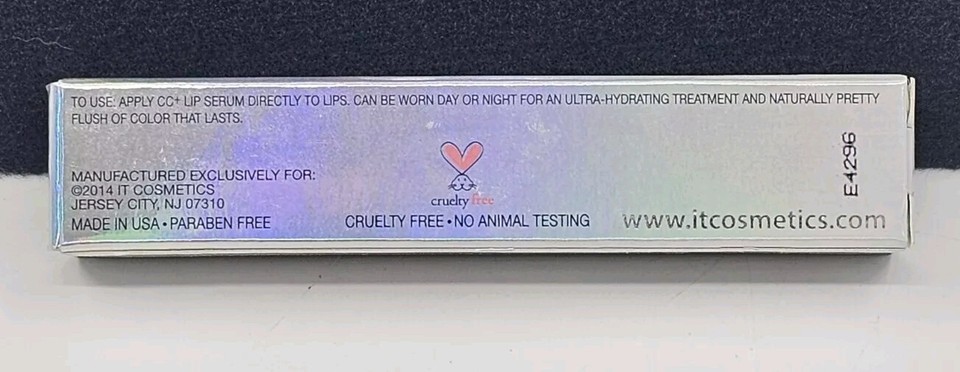 TO USE: APPLY CC+ LIP SERUM DIRECTLY TO LIPS. CAN BE WORN DAY OR NIGHT FOR AN ULTRA-HYDRATING TREATMENT AND NATURALLY PRETTY
FLUSH OF COLOR THAT LASTS.
MANUFACTURED EXCLUSIVELY FOR:
©2014 IT COSMETICS
JERSEY CITY, NJ 07310
MADE IN USA • PARABEN FREE
cruelty free
CRUELTY FREE • NO ANIMAL TESTING
www.itcosmetics.com
E4296